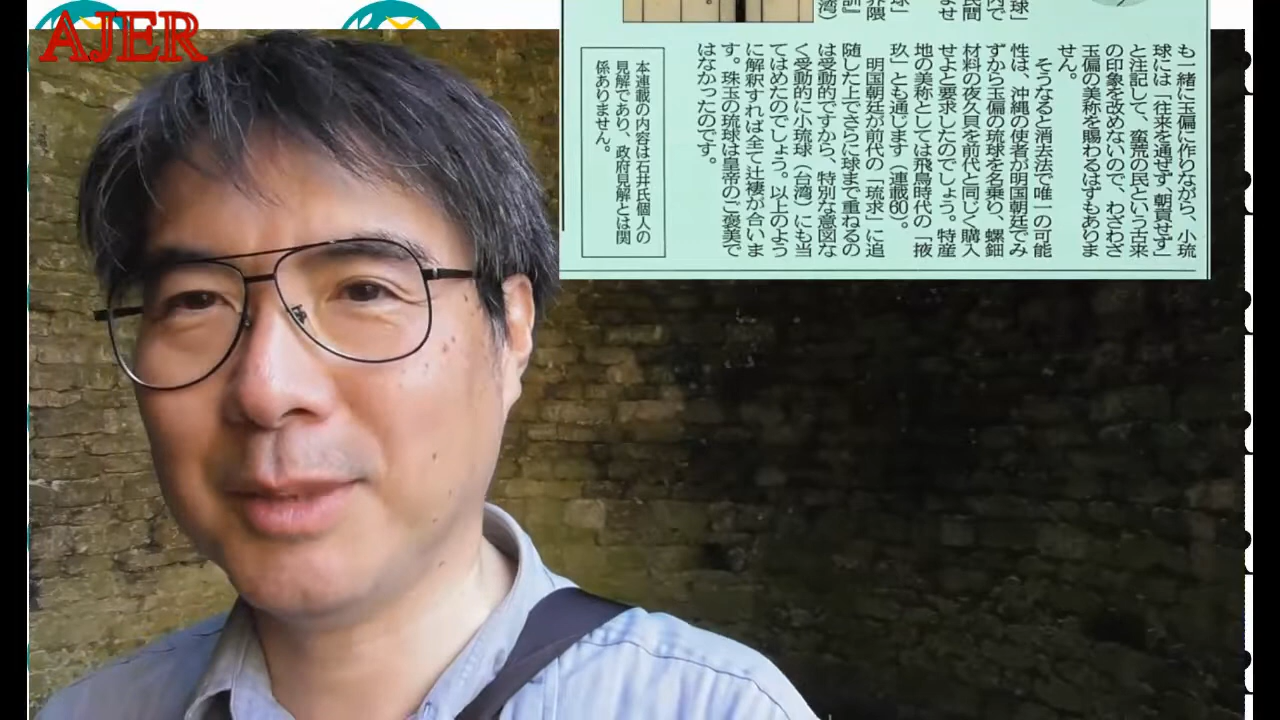 AJER
球」
内で
民間
ませ
球」
界隈
訓』
湾）
も一緒に玉偏に作りながら、小琉
球には「往来を通ぜず、朝貢せず」
と注記して、蛮荒の民という古来
の印象を改めないので、わざわざ
玉偏の美称を賜わるはずもありま
せん。
そうなると消去法で唯一の可能
性は、沖縄の使者が明国朝廷でみ
ずから玉偏の琉球を名乗り、螺鈿
材料の夜久貝を前代と同じく購入
せよと要求したのでしょう。特産
地の美称としては飛鳥時代の「掖
玖」とも通じます（連載60）。
明国朝廷が前代の「琉求」に追
随した上でさらに球まで重ねるの
は受動的ですから、特別な意図な
く受動的に小琉球（台湾）にも当
てはめたのでしょう。以上のよう
に解釈すれば全て辻褄が合いま
す。珠玉の琉球は皇帝のご褒美で
はなかったのです。
本連載の内容は石井氏個人の
見解であり、政府見解とは関
係ありません。